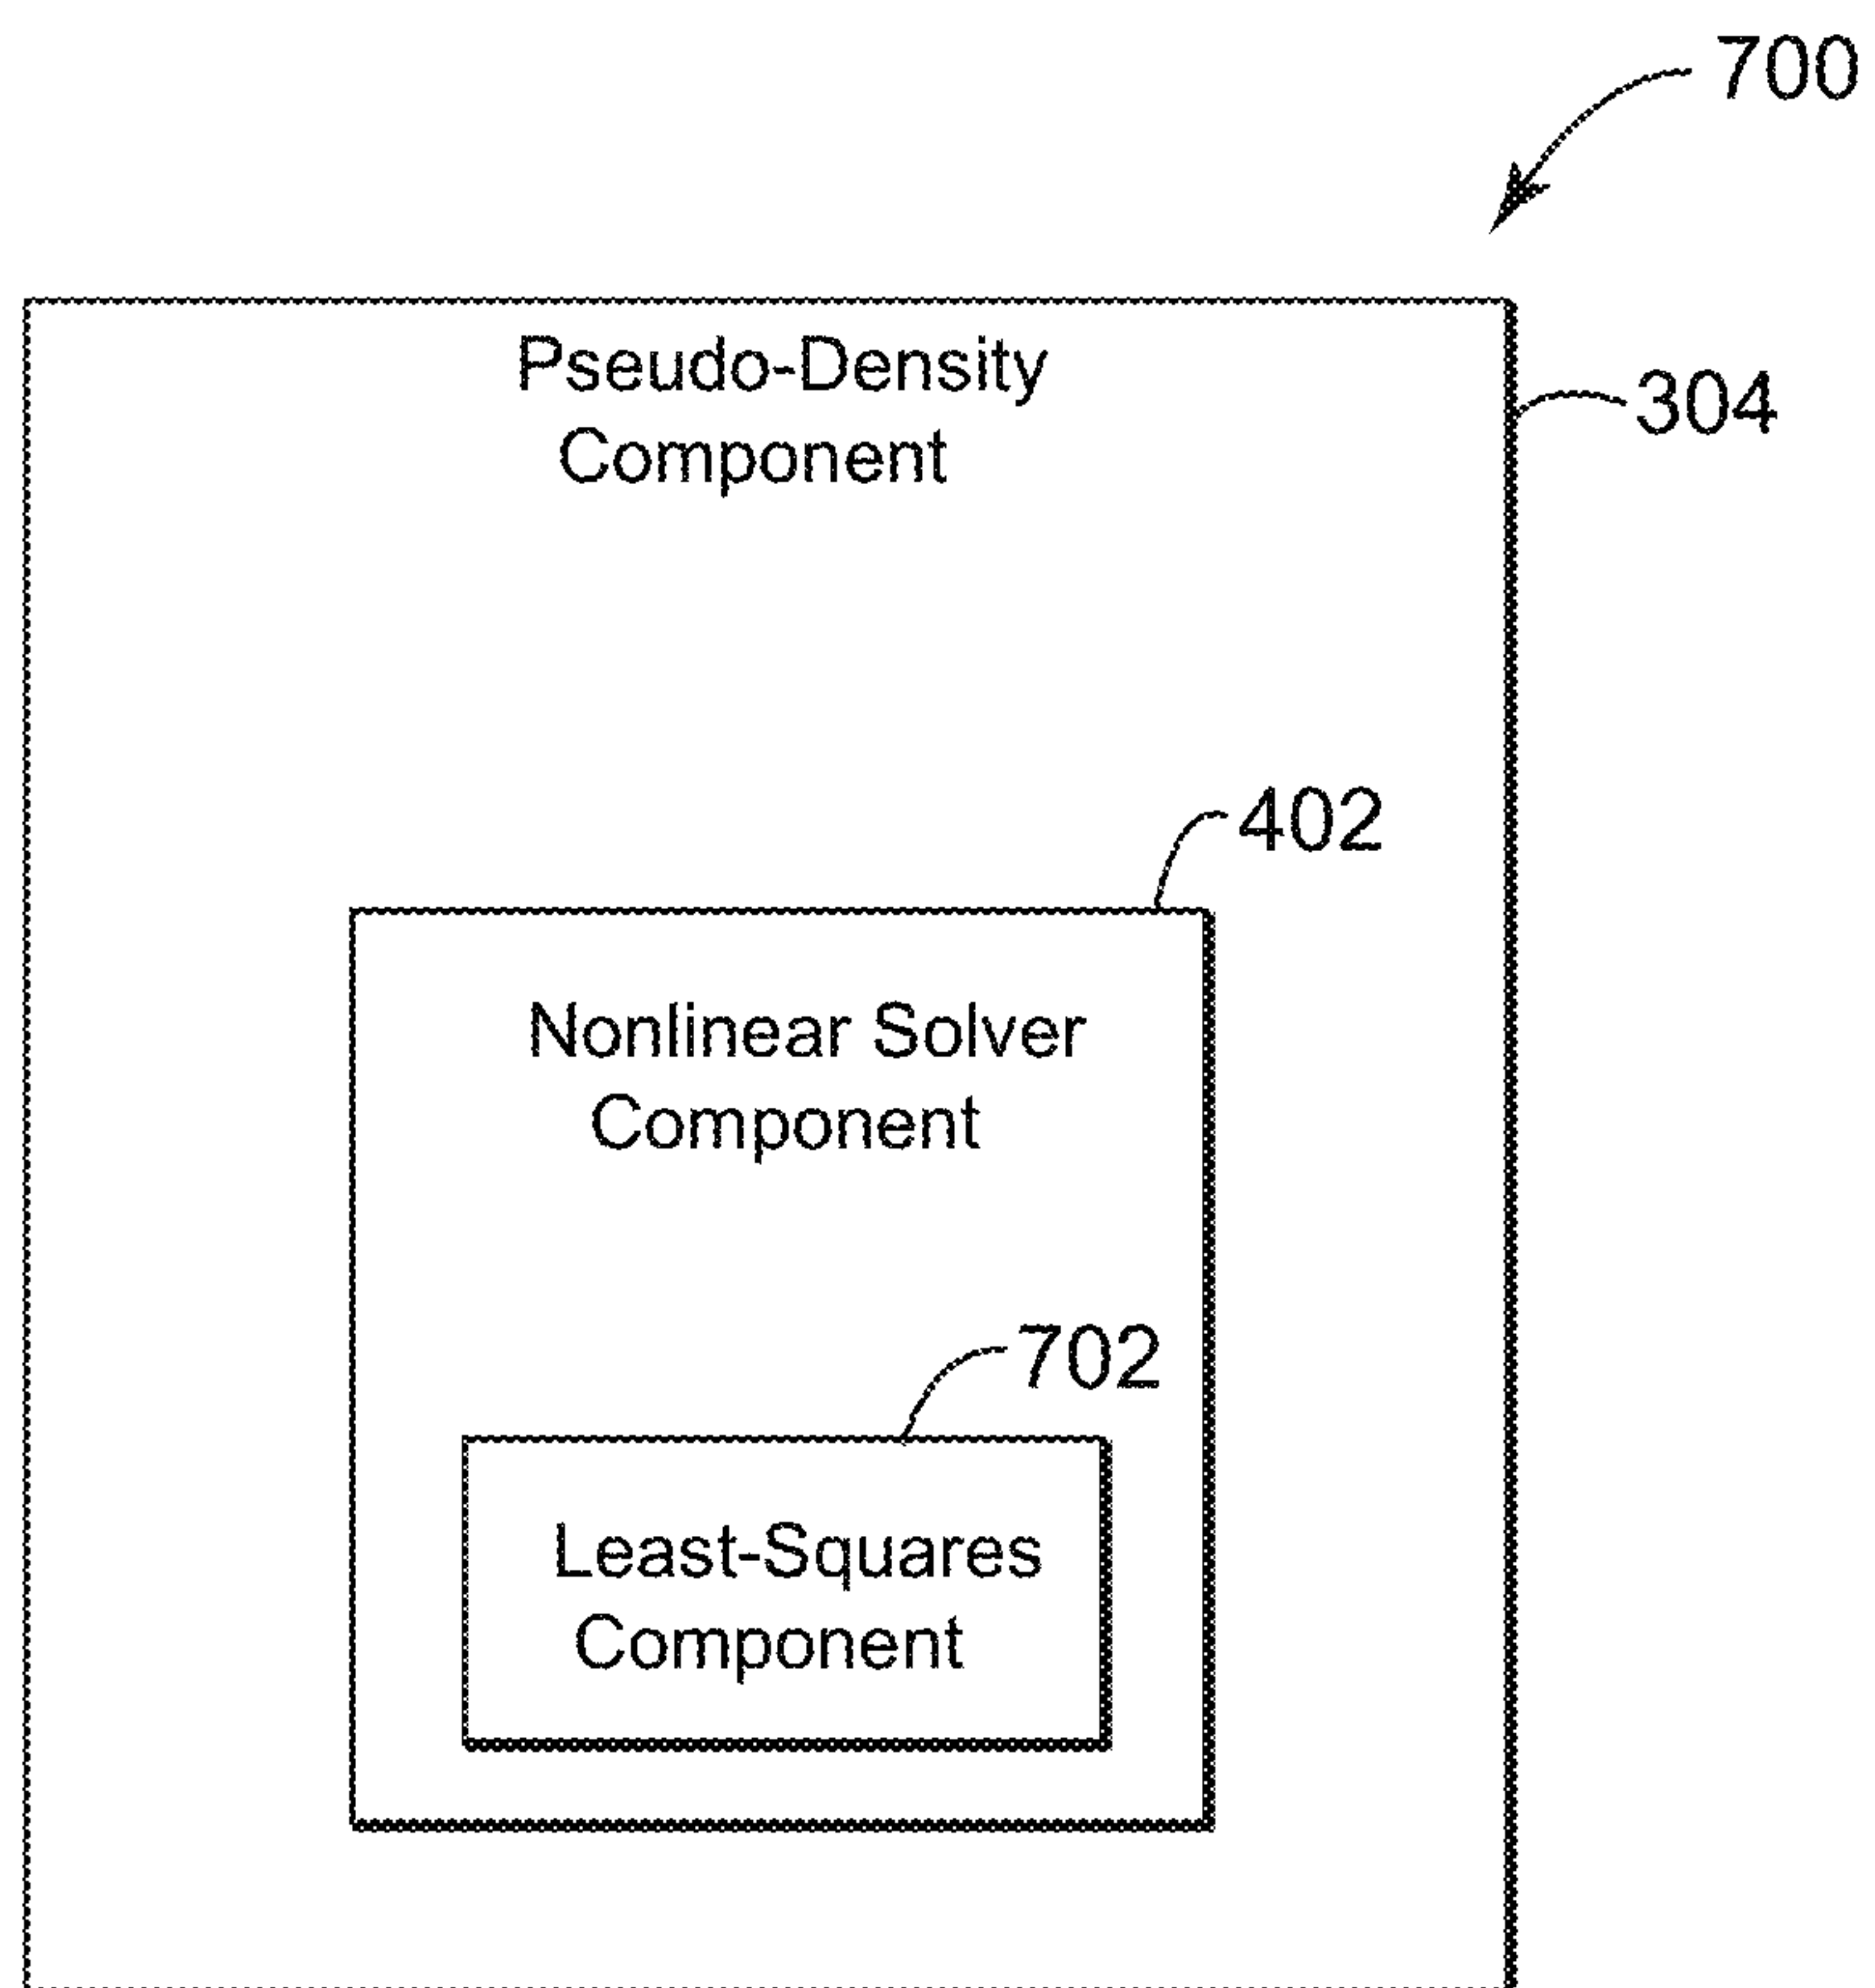 700
Pseudo-Density
Component
304
402
Nonlinear Solver
Component
702
Least-Squares
Component